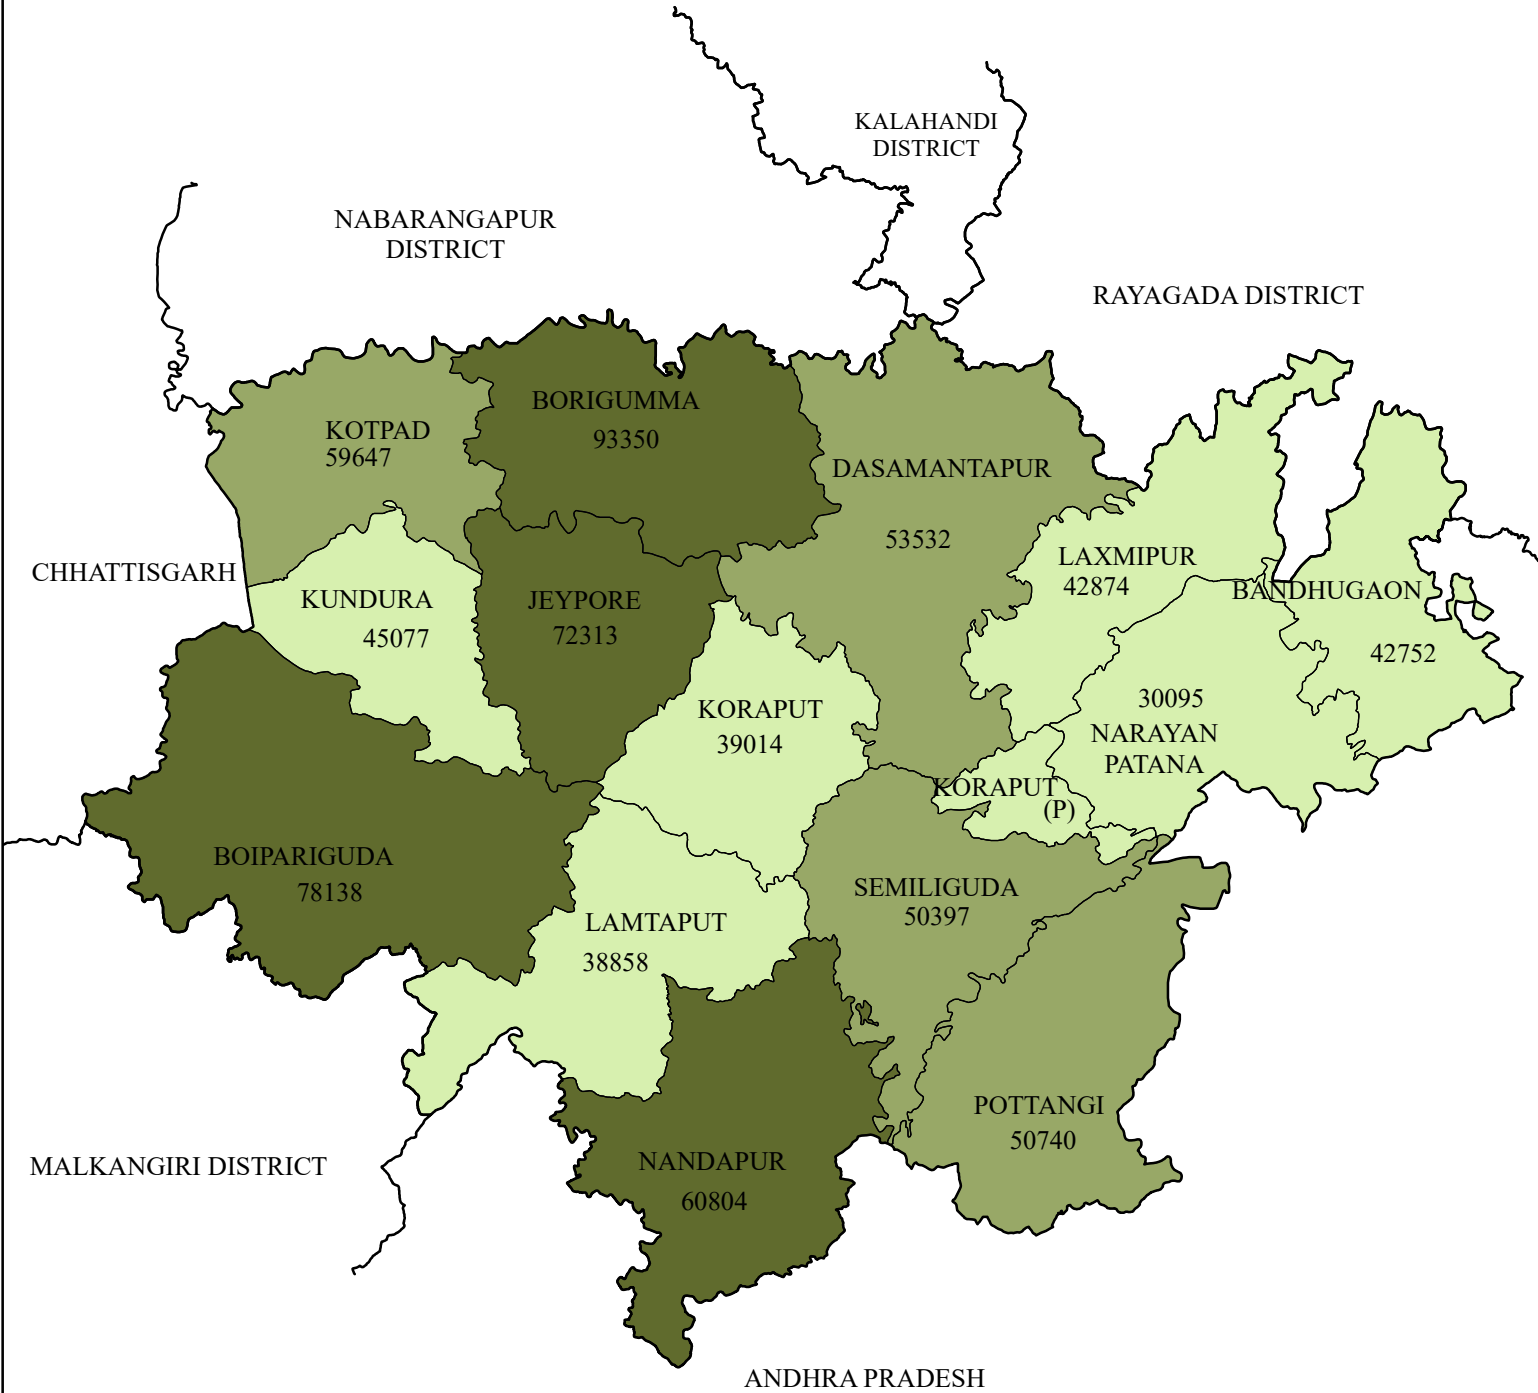 KALAHANDI
DISTRICT
NABARANGAPUR
DISTRICT
RAYAGADA DISTRICT
BORIGUMMA
93350
KOTPAD
59647
DASAMANTAPUR
53532
CHHATTISGARH
LAXMIPUR
42874
BANDHUGAON
42752
KUNDURA
45077
JEYPORE
72313
KORAPUT
39014
30095
NARAYAN
PATANA
KORAPUT
(P)
BOIPARIGUDA
78138
SEMILIGUDA
50397
LAMTAPUT
38858
POTTANGI
50740
MALKANGIRI DISTRICT
NANDAPUR
60804
ANDHRA PRADESH